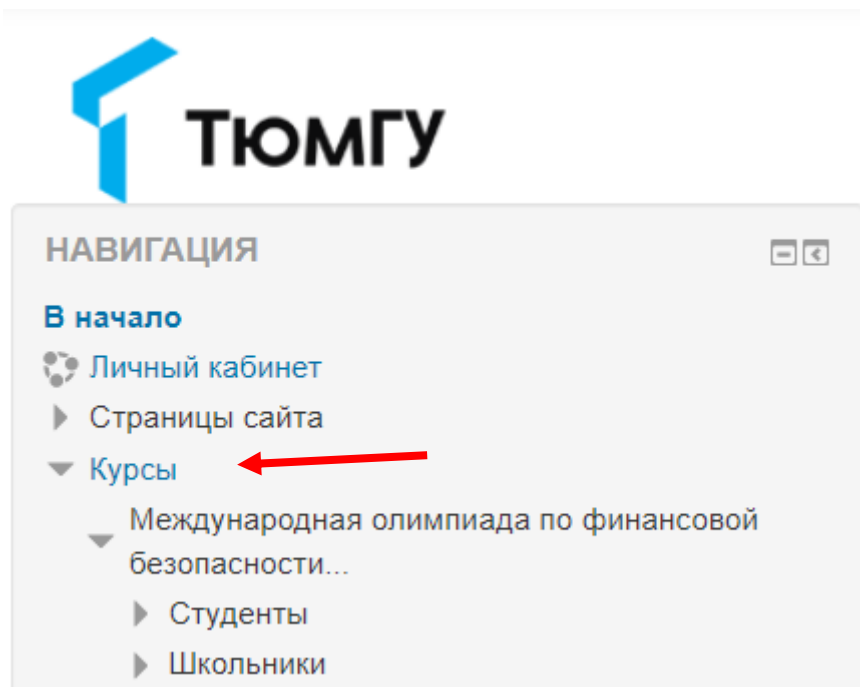 ТюмГУ
НАВИГАЦИЯ
В начало
Личный кабинет
Страницы сайта
Курсы
Международная олимпиада по финансовой
безопасности...
Студенты
Школьники